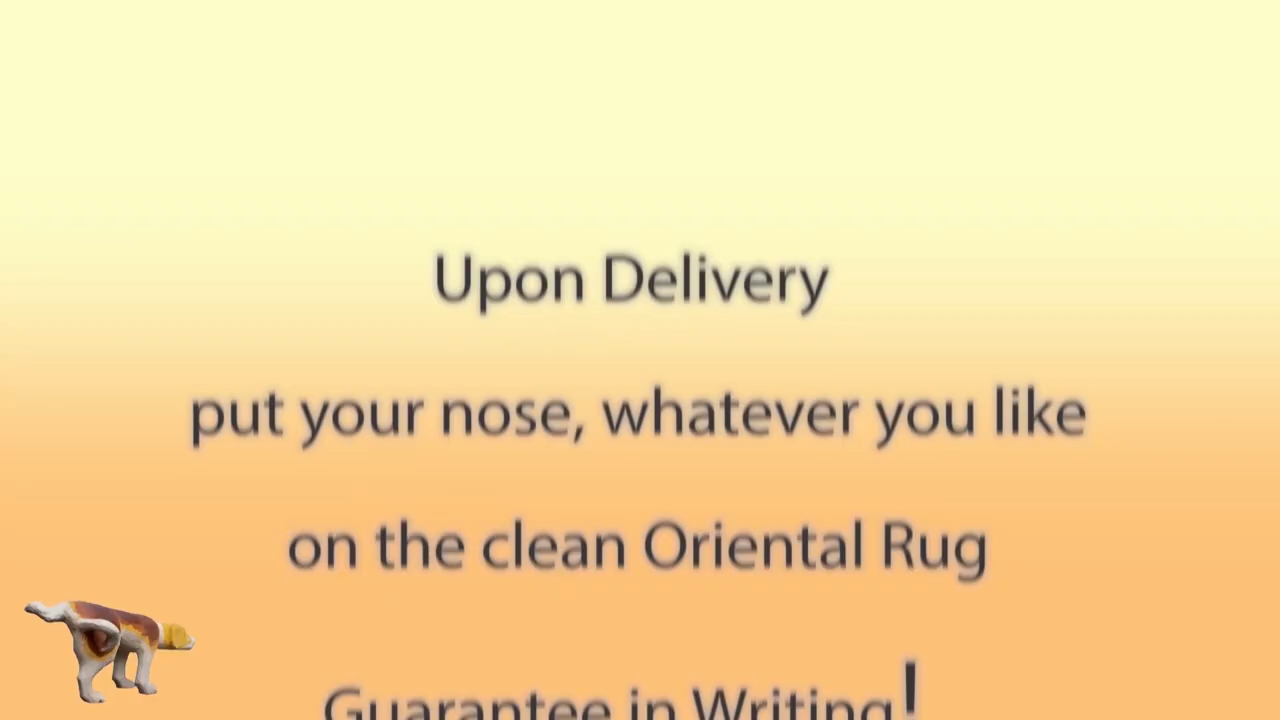 Upon Delivery
put your nose, whatever you like
on the clean Oriental Rug
Guarantee in Writing!